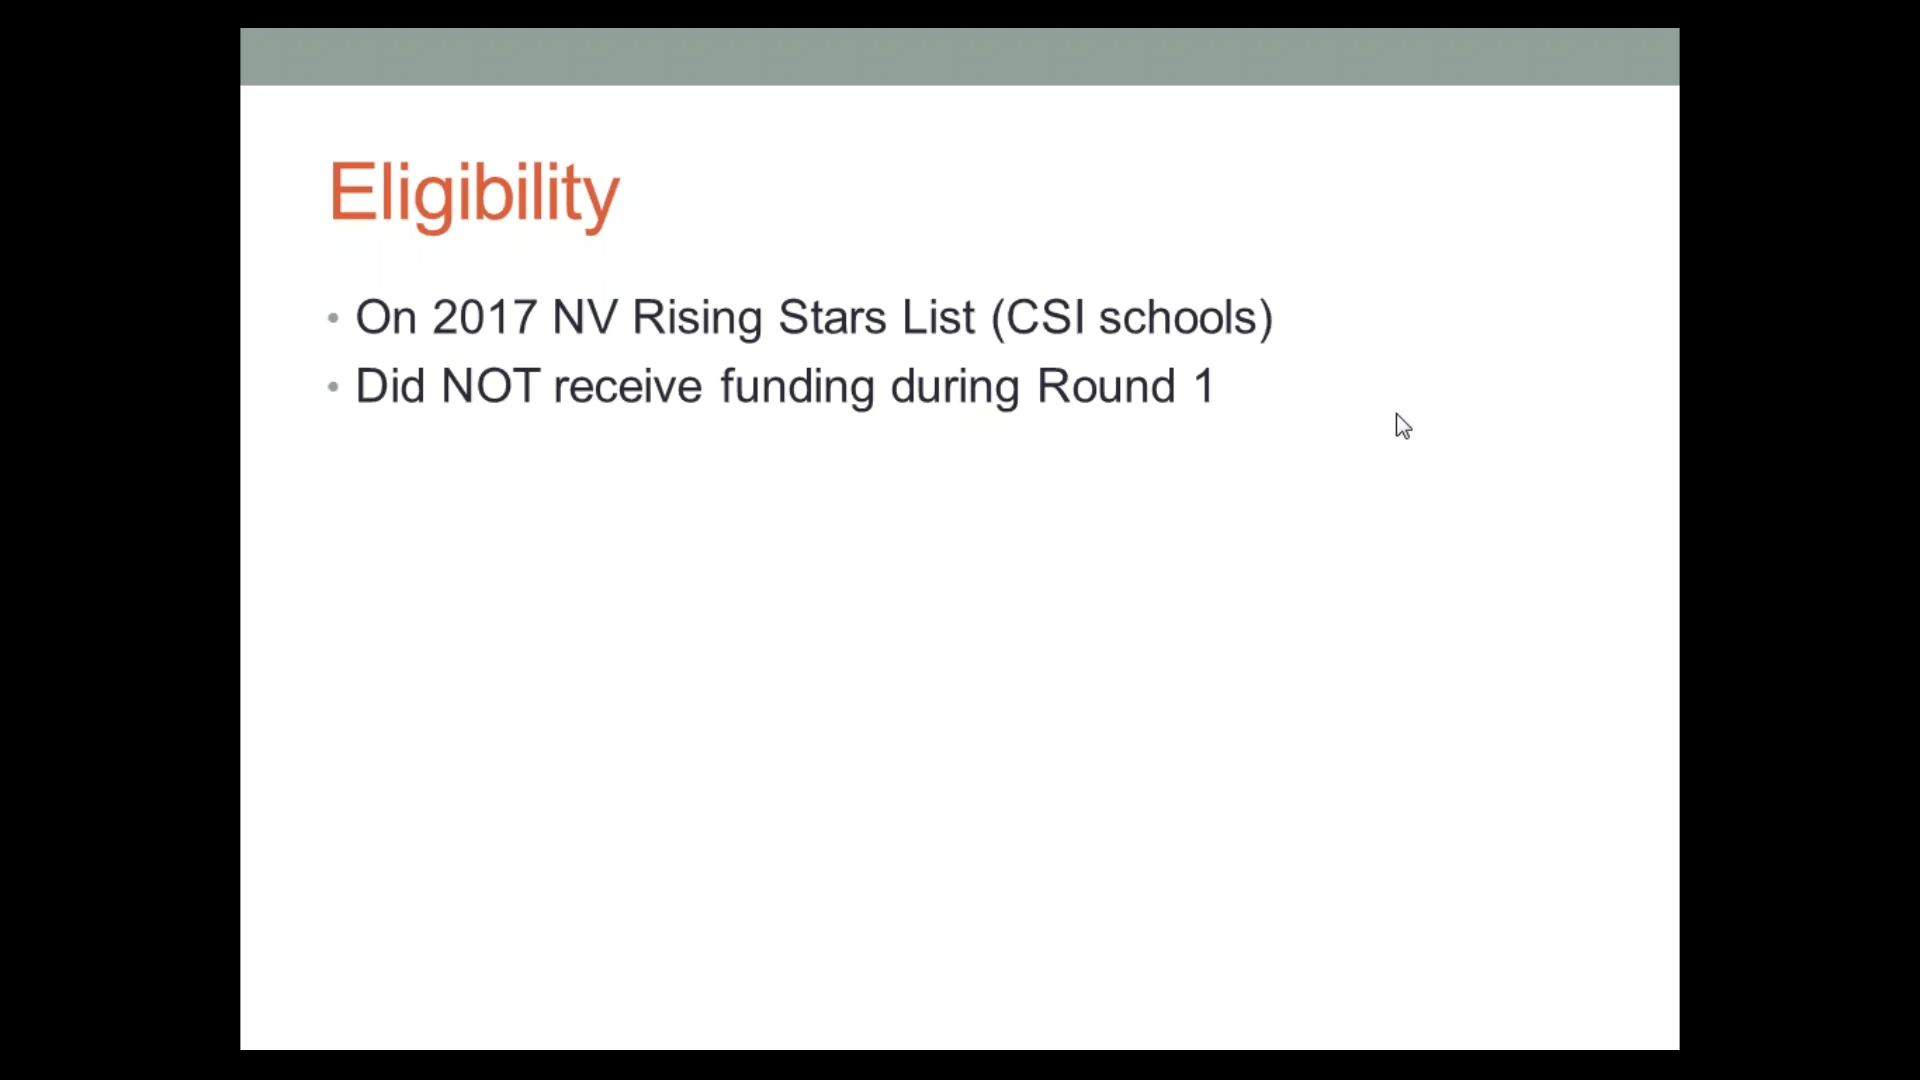 Eligibility
• On 2017 NV Rising Stars List (CSI schools)
• Did NOT receive funding during Round 1